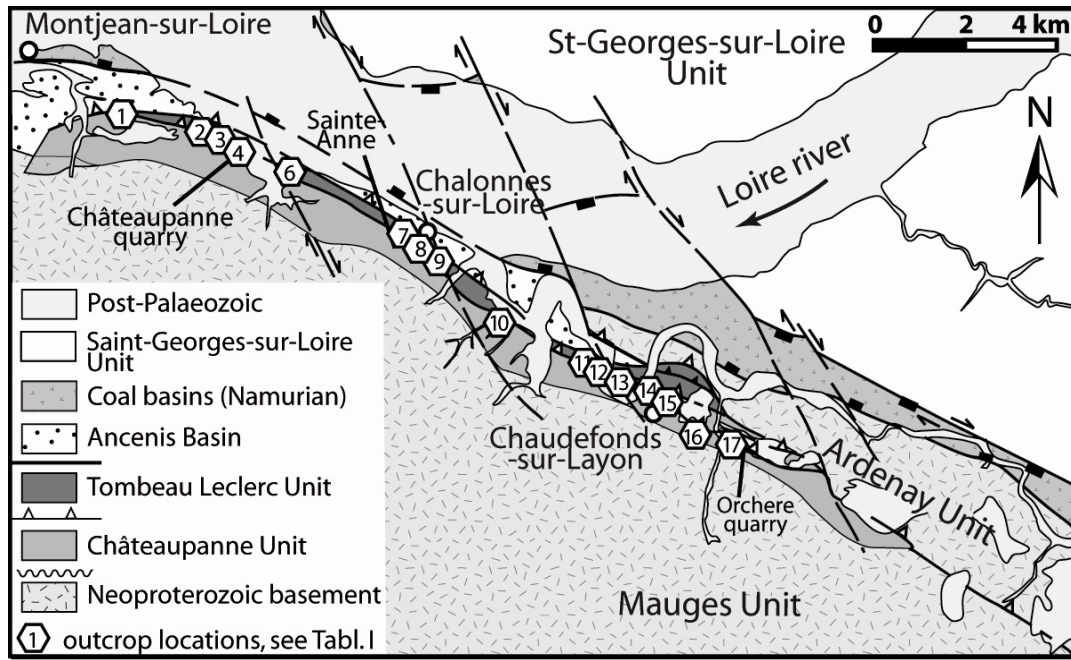 Montjean-sur-Loire
St-Georges-sur-Loire
Unit
0 2 4 km
N
1
2
3
4
Sainte-
Anne
6
Châteaupanne
quarry
Chalonnes
-sur-Loire
Loire river
7
8
9
10
11
12
13
14
15
16
17
Chaudefonds
-sur-Layon
Orchere
quarry
Ardenay Unit
Mauges Unit
Post-Palaeozoic
Saint-Georges-sur-Loire
Unit
Coal basins (Namurian)
Ancenis Basin
Tombeau Leclerc Unit
Châteaupanne Unit
Neoproterozoic basement
1 outcrop locations, see Tabl. I